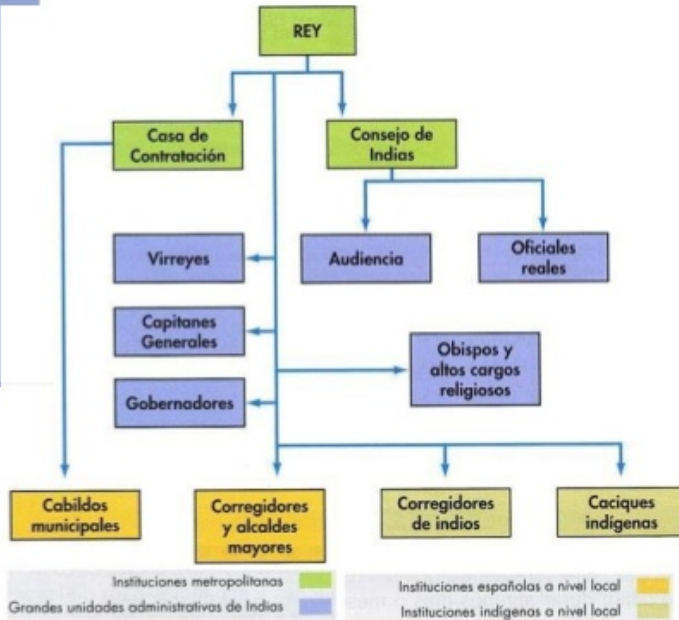 REY
Casa de
Contratación
Consejo de
Indias
Virreyes
Audiencia
Oficiales
reales
Capitanes
Generales
Obispos y
altos cargos
religiosos
Gobernadores
Cabildos
municipales
Corregidores
y alcaldes
mayores
Corregidores
de indios
Caciques
indígenas
Instituciones metropolitanas
Grandes unidades administrativas de Indias
Instituciones españolas a nivel local
Instituciones indígenas a nivel local